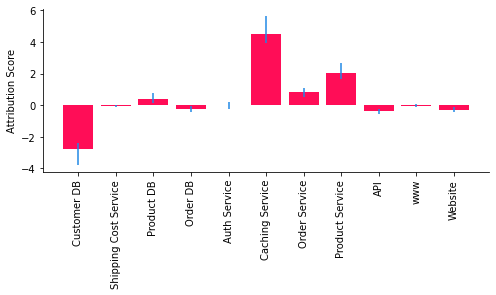 Attribution Score
6
4
2
0
−2
−4
Customer DB
Shipping Cost Service
Product DB
Order DB
Auth Service
Caching Service
Order Service
Product Service
API
www
Website